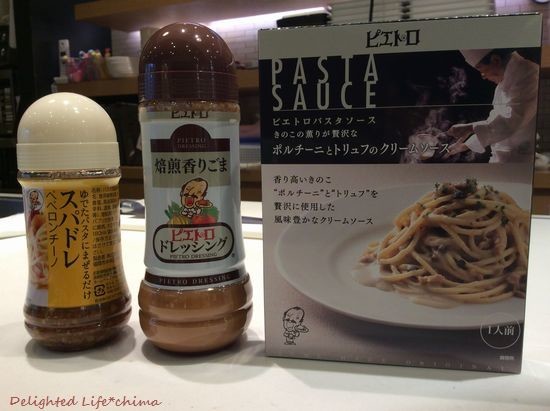 ゆでたパスタにまぜるだけ
スパドレ
ペペロンチーノ
ピエトロ
PIETRO
DRESSING
焙煎香りごま
ピエトロ
ドレッシング
PIETRO DRESSING
PIETRO DRESSING
ピエトロ
PASTA
SAUCE
ピエトロパスタソース
きのこの薫りが贅沢な
ポルチーニとトリュフのクリームソース
香り高いきのこ
“ポルチーニ”と“トリュフ”を
贅沢に使用した
風味豊かなクリームソース
1人前
Delighted Life*chima